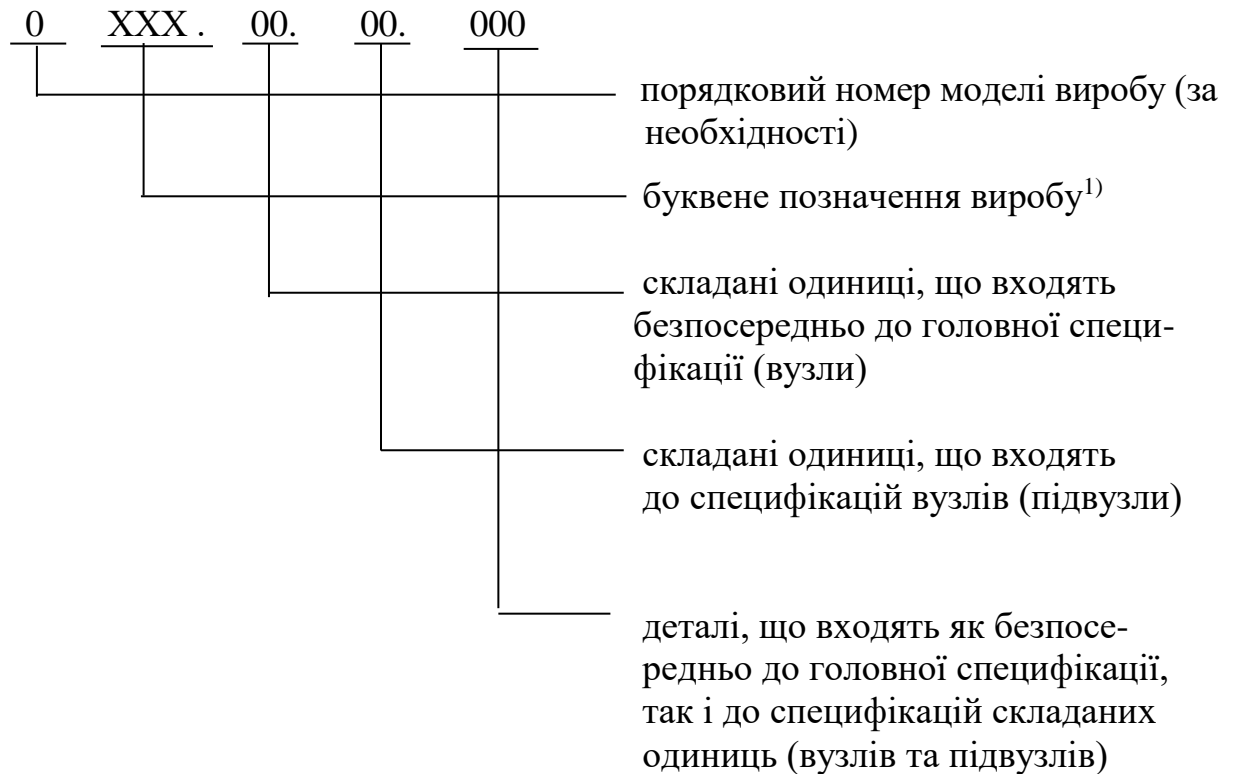 0 XXX . 00. 00. 000
порядковий номер моделі виробу (за
необхідності)
буквене позначення виробу1)
складані одиниці, що входять
безпосередньо до головної специ-
фікації (вузли)
складані одиниці, що входять
до специфікацій вузлів (підвузли)
деталі, що входять як безпосе-
редньо до головної специфікації,
так і до специфікацій складаних
одиниць (вузлів та підвузлів)